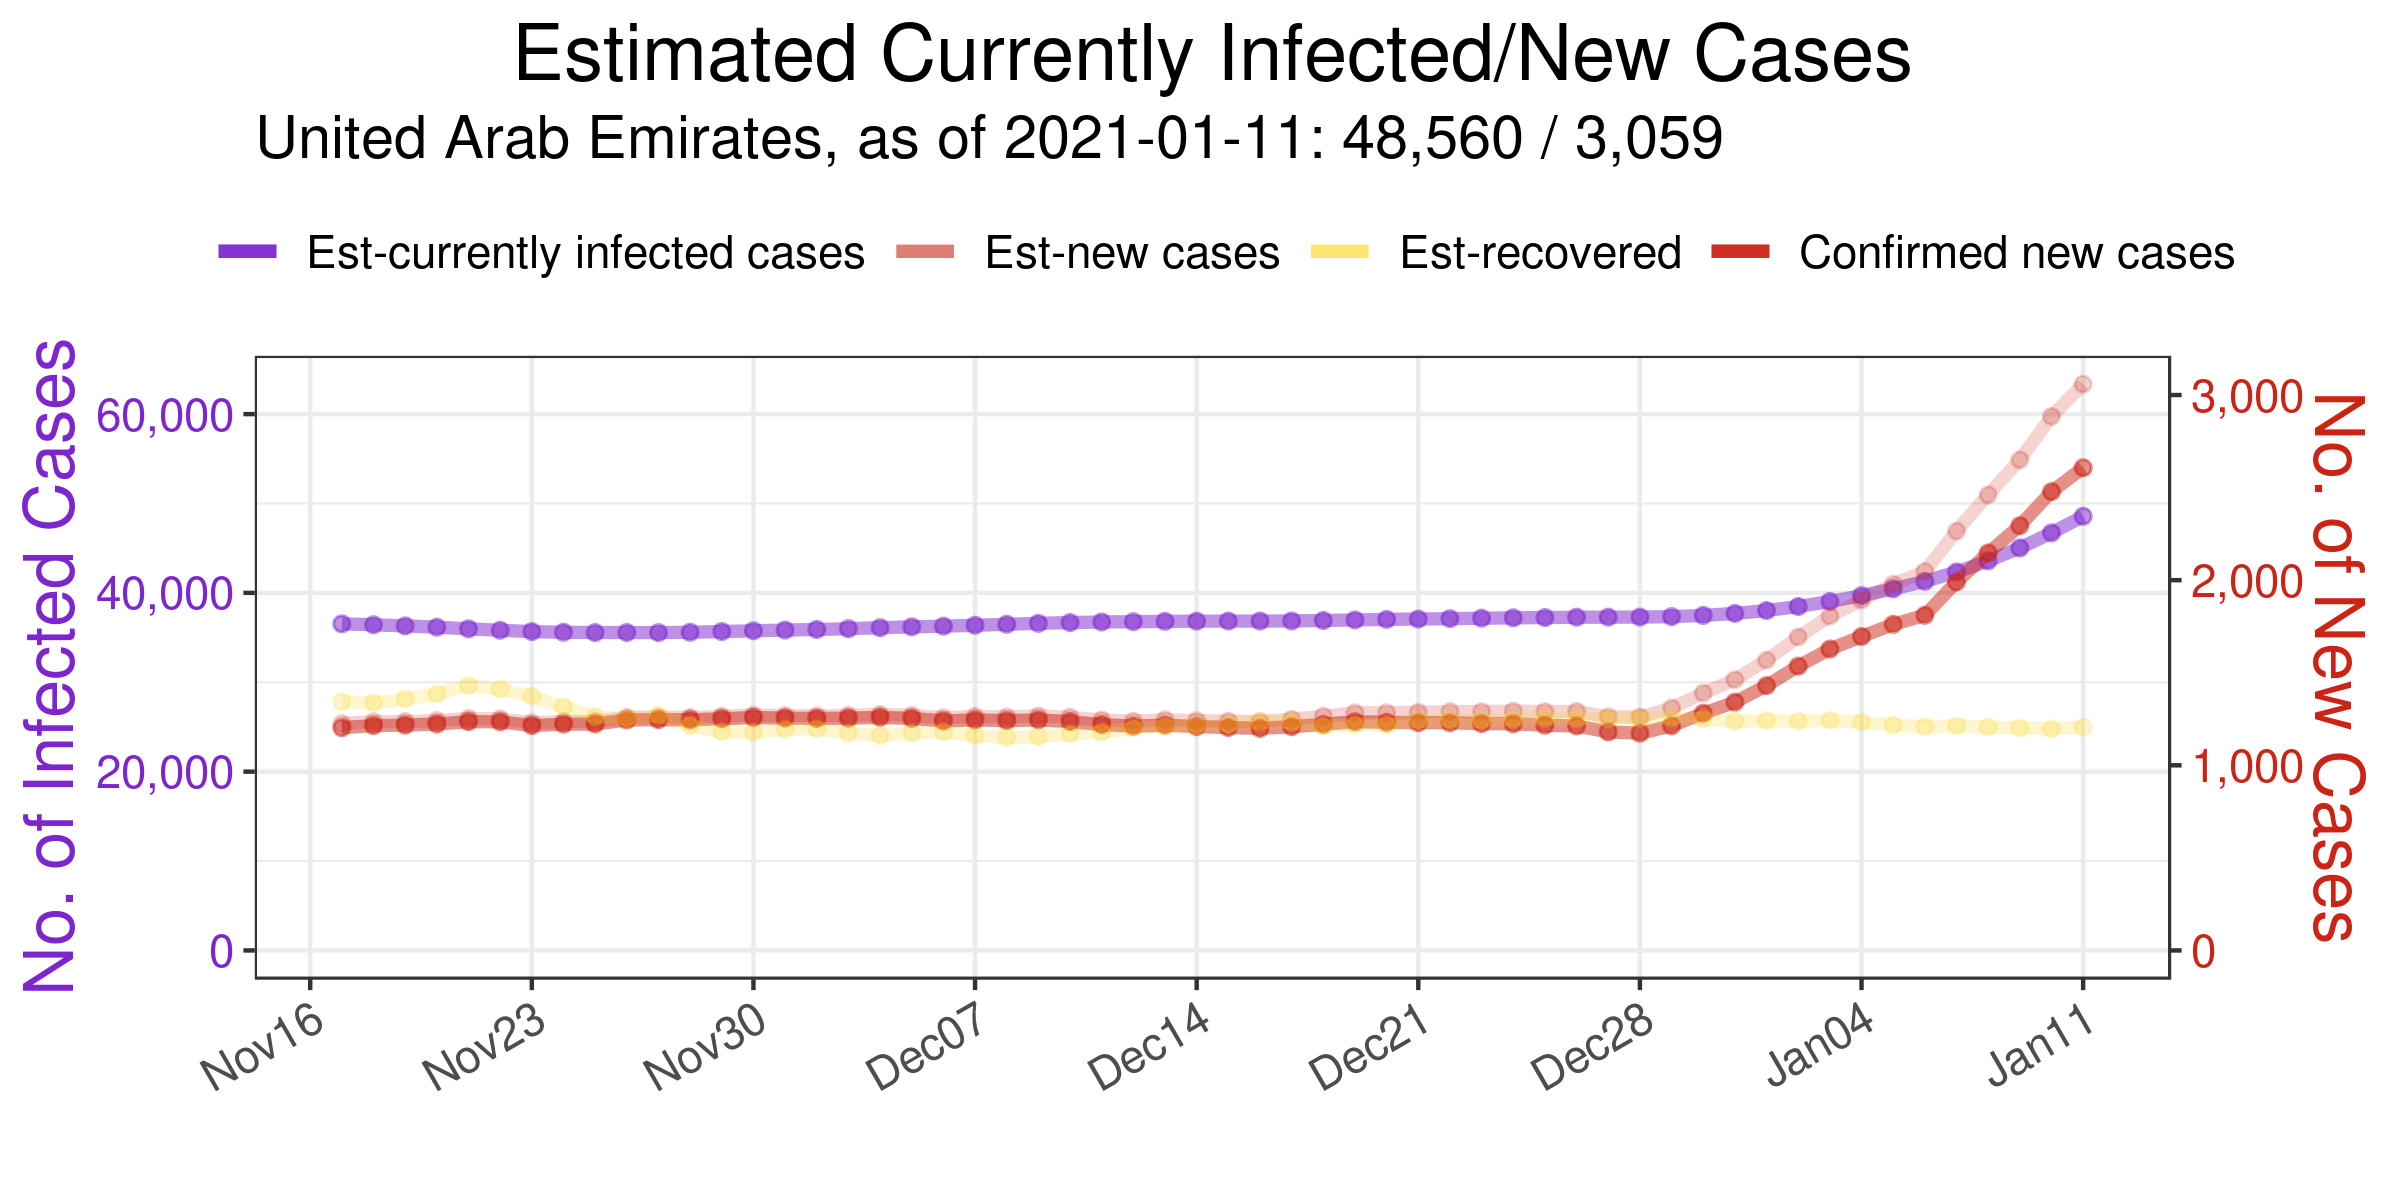 Estimated Currently Infected/New Cases
United Arab Emirates, as of 2021-01-11: 48,560 / 3,059
Est-currently infected cases Est-new cases Est-recovered Confirmed new cases
No. of Infected Cases
60,000
40,000
20,000
0
3,000
2,000
1,000
0
No. of New Cases
Nov16 Nov23 Nov30 Dec07 Dec14 Dec21 Dec28 Jan04 Jan11